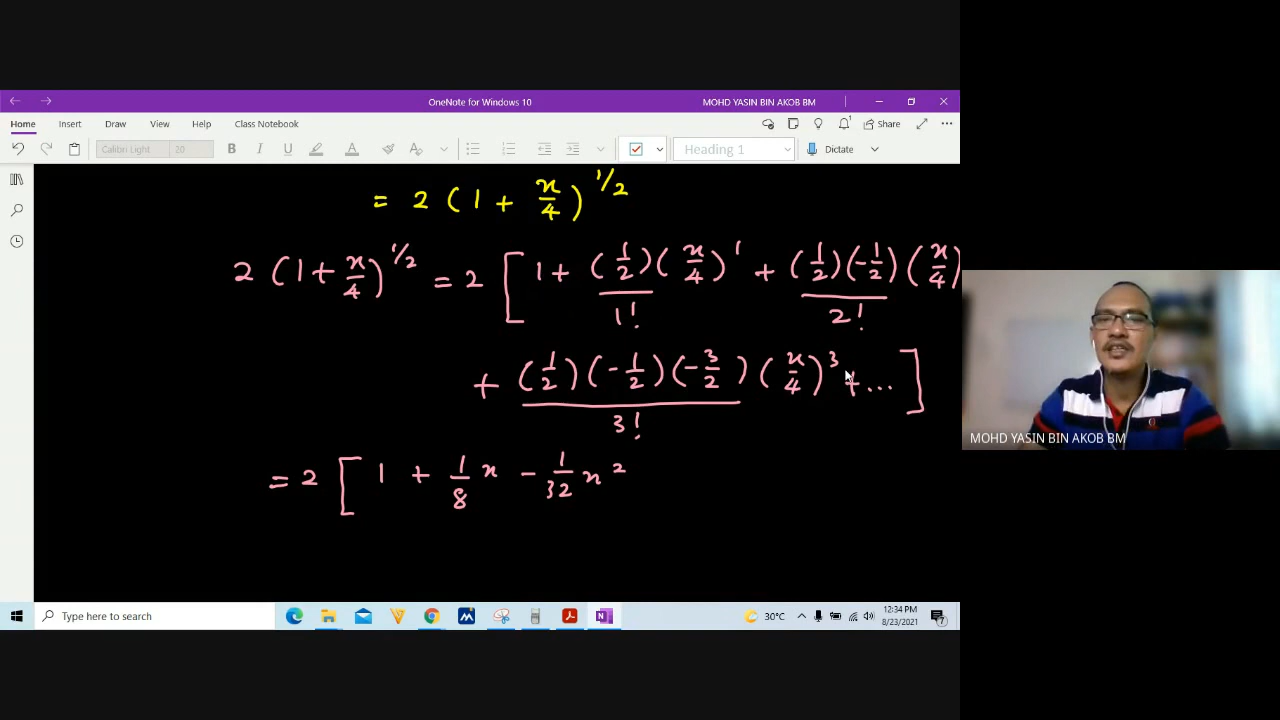 OneNote for Windows 10
MOHD YASIN BIN AKOB BM
Home Insert Draw View Help Class Notebook
Share
Calibri Light 20 B I U A Heading 1 Dictate
= 2 (1 + x/4)^1/2
2 (1 + x/4)^1/2 = 2 [ 1 + (1/2)(x/4)^1 / 1! + (1/2)(-1/2)(x/4) / 2!
+ (1/2)(-1/2)(-3/2)(x/4)^3 / 3! + ... ]
= 2 [ 1 + 1/8 x - 1/32 x^2
MOHD YASIN BIN AKOB BM
Type here to search
30°C
12:34 PM
8/23/2021